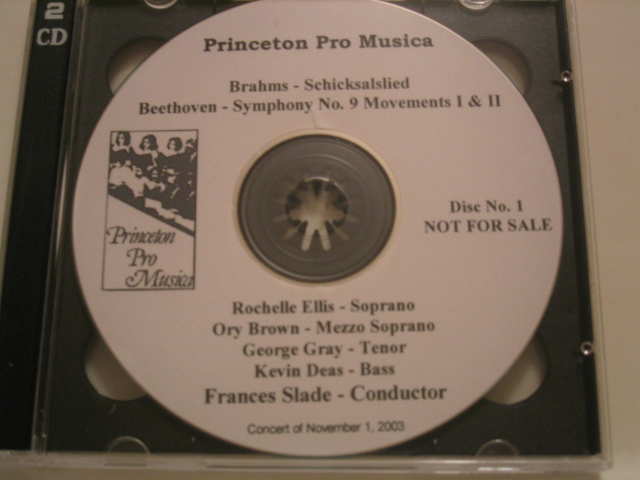 2
CD
Princeton Pro Musica
Brahms - Schicksalslied
Beethoven - Symphony No. 9 Movements I & II
Princeton
Pro
Musica
Disc No. 1
NOT FOR SALE
Rochelle Ellis - Soprano
Ory Brown - Mezzo Soprano
George Gray - Tenor
Kevin Deas - Bass
Frances Slade - Conductor
Concert of November 1, 2003